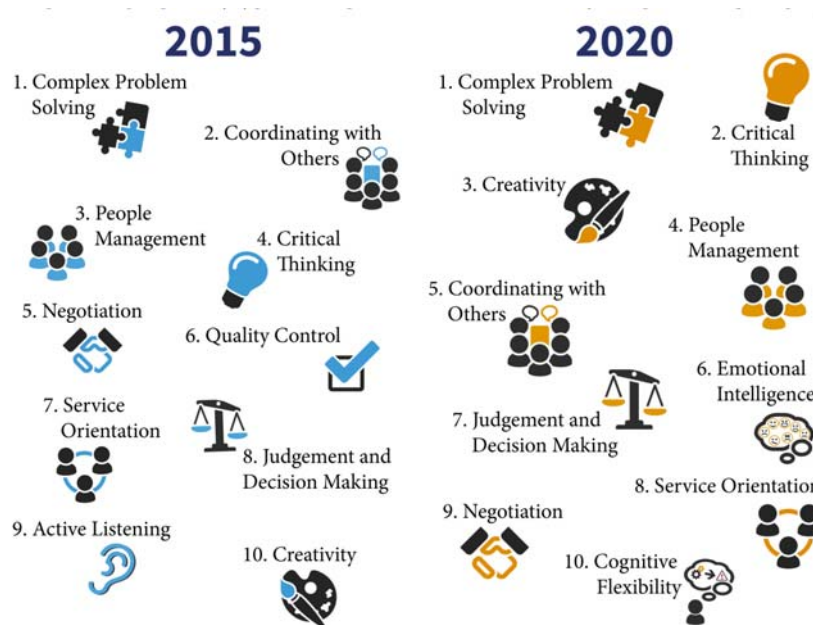 2015
1. Complex Problem
Solving
2. Coordinating with
Others
3. People
Management
4. Critical
Thinking
5. Negotiation
6. Quality Control
7. Service
Orientation
8. Judgement and
Decision Making
9. Active Listening
10. Creativity
2020
1. Complex Problem
Solving
2. Critical
Thinking
3. Creativity
4. People
Management
5. Coordinating with
Others
6. Emotional
Intelligence
7. Judgement and
Decision Making
8. Service Orientation
9. Negotiation
10. Cognitive
Flexibility